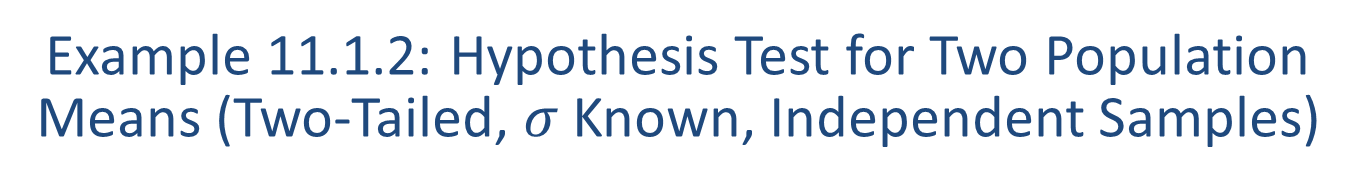 Example 11.1.2: Hypothesis Test for Two Population
Means (Two-Tailed, 𝜎 Known, Independent Samples)